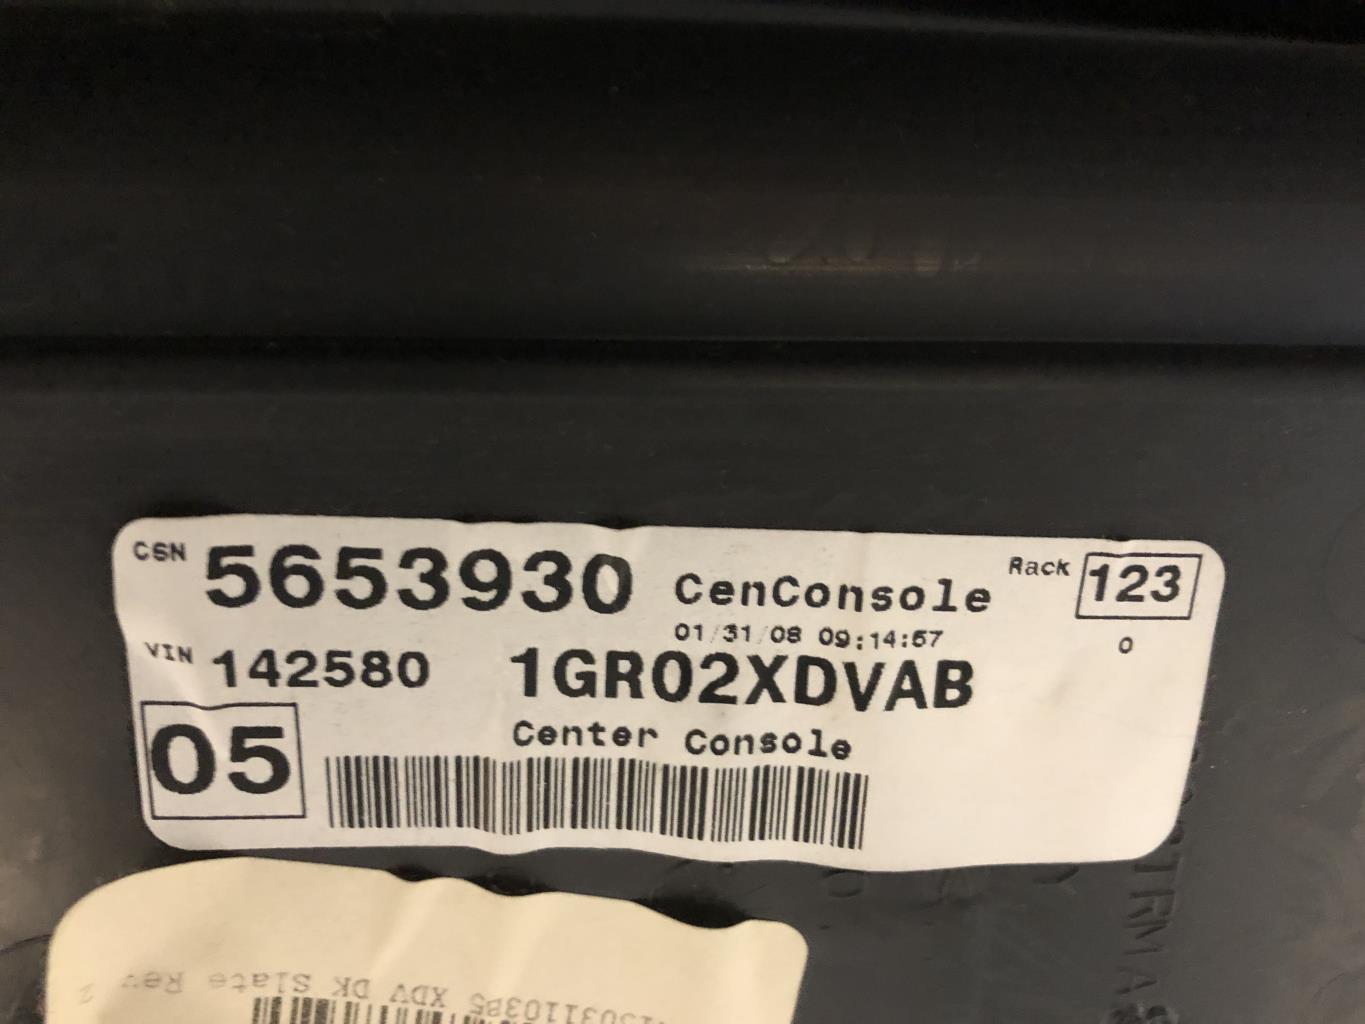 CSN 5653930 CenConsole Rack 123
01/31/08 09:14:57 0
VIN 142580 1GR02XDVAB
05 Center Console
XDV DK Slate Rev